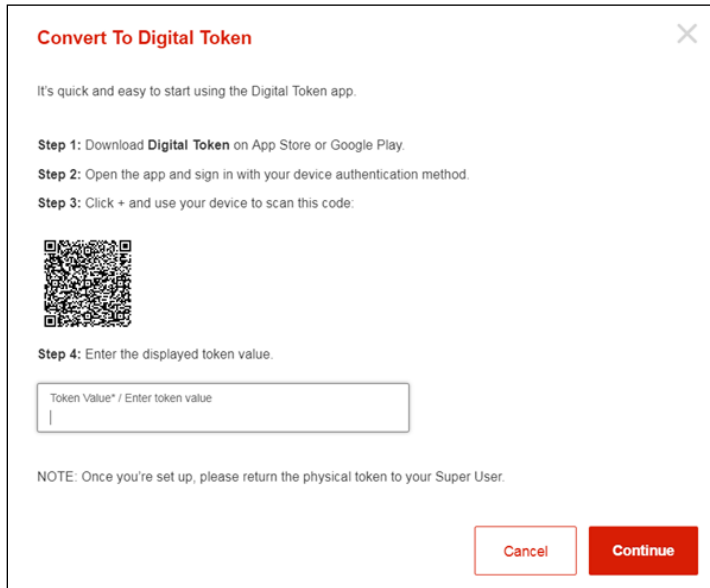 Convert To Digital Token
It's quick and easy to start using the Digital Token app.
Step 1: Download Digital Token on App Store or Google Play.
Step 2: Open the app and sign in with your device authentication method.
Step 3: Click + and use your device to scan this code:
Step 4: Enter the displayed token value.
Token Value* / Enter token value
NOTE: Once you're set up, please return the physical token to your Super User.
Cancel
Continue